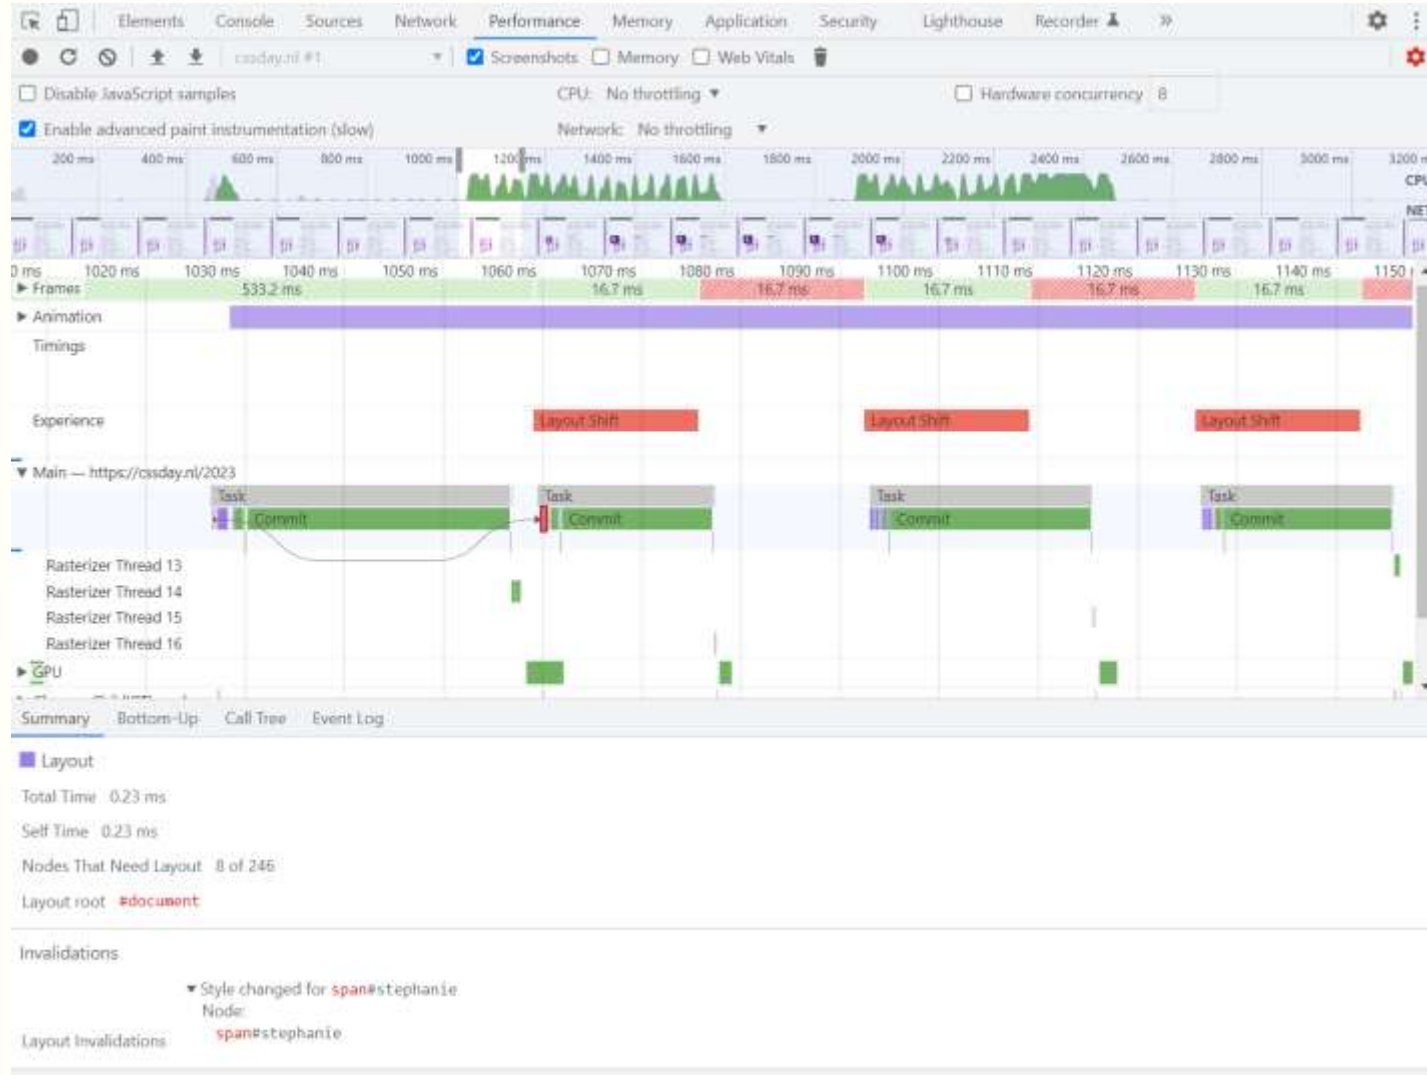 Elements Console Sources Network Performance Memory Application Security Lighthouse Recorder »
cssday.nl #1 Screenshots Memory Web Vitals
Disable JavaScript samples CPU: No throttling Hardware concurrency 8
Enable advanced paint instrumentation (slow) Network: No throttling
200 ms 400 ms 600 ms 800 ms 1000 ms 1200 ms 1400 ms 1600 ms 1800 ms 2000 ms 2200 ms 2400 ms 2600 ms 2800 ms 3000 ms 3200 m
CPU
NET
0 ms 1020 ms 1030 ms 1040 ms 1050 ms 1060 ms 1070 ms 1080 ms 1090 ms 1100 ms 1110 ms 1120 ms 1130 ms 1140 ms 1150
Frames 533.2 ms 16.7 ms 16.7 ms 16.7 ms 16.7 ms 16.7 ms
Animation
Timings
Experience Layout Shift Layout Shift Layout Shift
Main — https://cssday.nl/2023
Task Task Task Task
Commit Commit Commit Commit
Rasterizer Thread 13
Rasterizer Thread 14
Rasterizer Thread 15
Rasterizer Thread 16
GPU
Summary Bottom-Up Call Tree Event Log
Layout
Total Time 0.23 ms
Self Time 0.23 ms
Nodes That Need Layout 8 of 246
Layout root #document
Invalidations
Style changed for span#stephanie
Node:
span#stephanie
Layout Invalidations